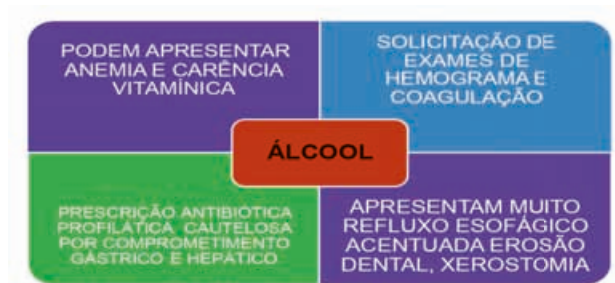 PODEM APRESENTAR
ANEMIA E CARÊNCIA
VITAMÍNICA
SOLICITAÇÃO DE
EXAMES DE
HEMOGRAMA E
COAGULAÇÃO
ÁLCOOL
PRESCRIÇÃO ANTIBIÓTICA
PROFILÁTICA CAUTELOSA
POR COMPROMETIMENTO
GÁSTRICO E HEPÁTICO
APRESENTAM MUITO
REFLUXO ESOFÁGICO
ACENTUADA EROSÃO
DENTAL, XEROSTOMIA